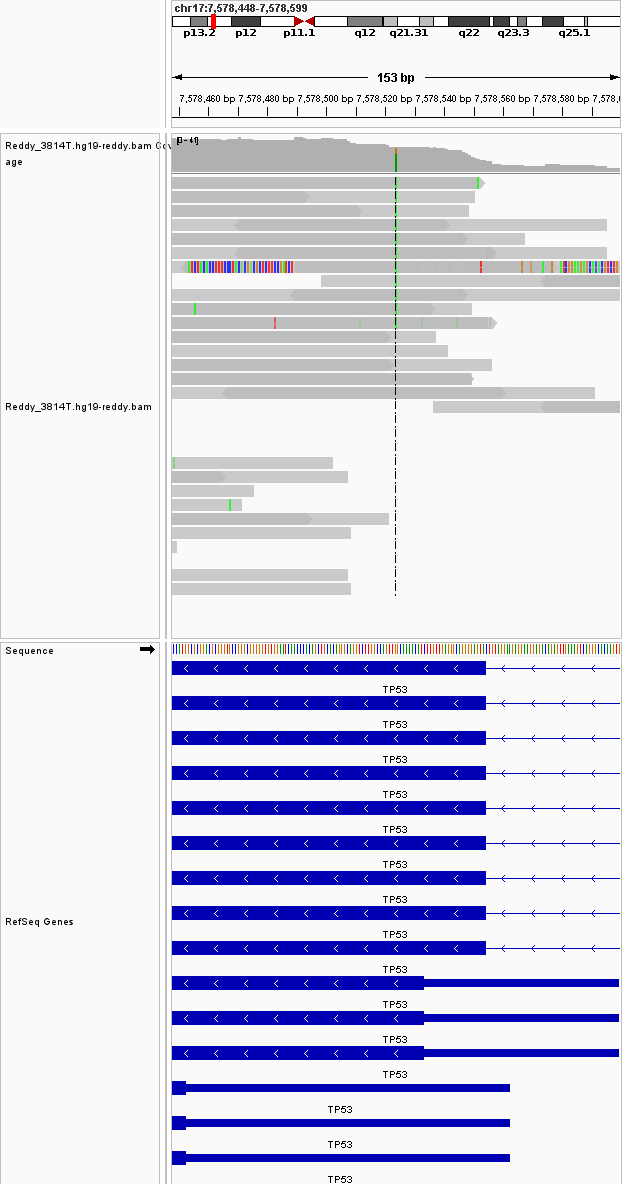 chr17:7,578,448-7,578,599
p13.2 p12 p11.1 q12 q21.31 q22 q23.3 q25.1
153 bp
7,578,460 bp 7,578,480 bp 7,578,500 bp 7,578,520 bp 7,578,540 bp 7,578,560 bp 7,578,580 bp
Reddy_3814T.hg19-reddy.bam
age
[0 - 41]
Reddy_3814T.hg19-reddy.bam
Sequence
TP53
TP53
TP53
TP53
TP53
TP53
TP53
RefSeq Genes
TP53
TP53
TP53
TP53
TP53
TP53
TP53
TP53